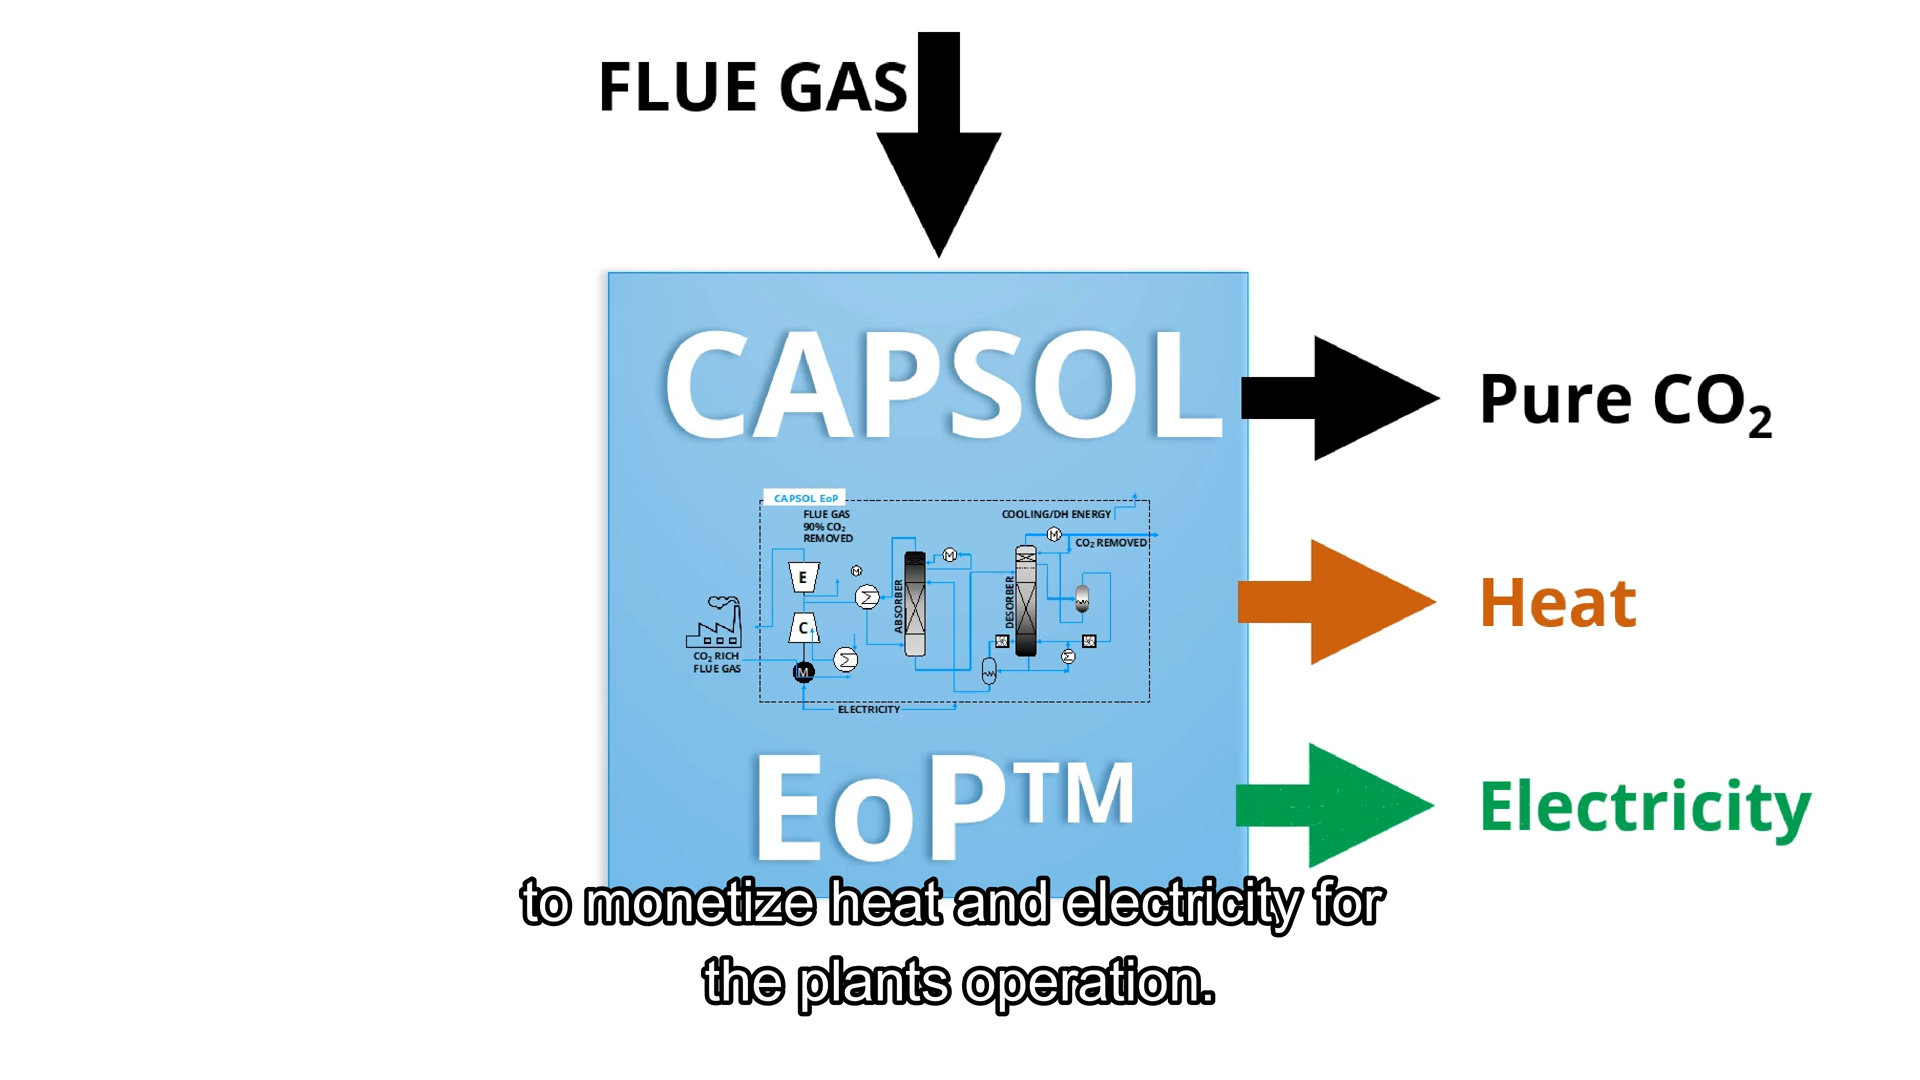 FLUE GAS
CAPSOL
Pure CO₂
CAPSOL EoP
FLUE GAS
90% CO₂
REMOVED
COOLING/DH ENERGY
M
CO₂ REMOVED
M
M
E
ABSORBER
DESORBER
Heat
C
CO₂ RICH
FLUE GAS
M
ELECTRICITY
EoP™
Electricity
to monetize heat and electricity for
the plants operation.